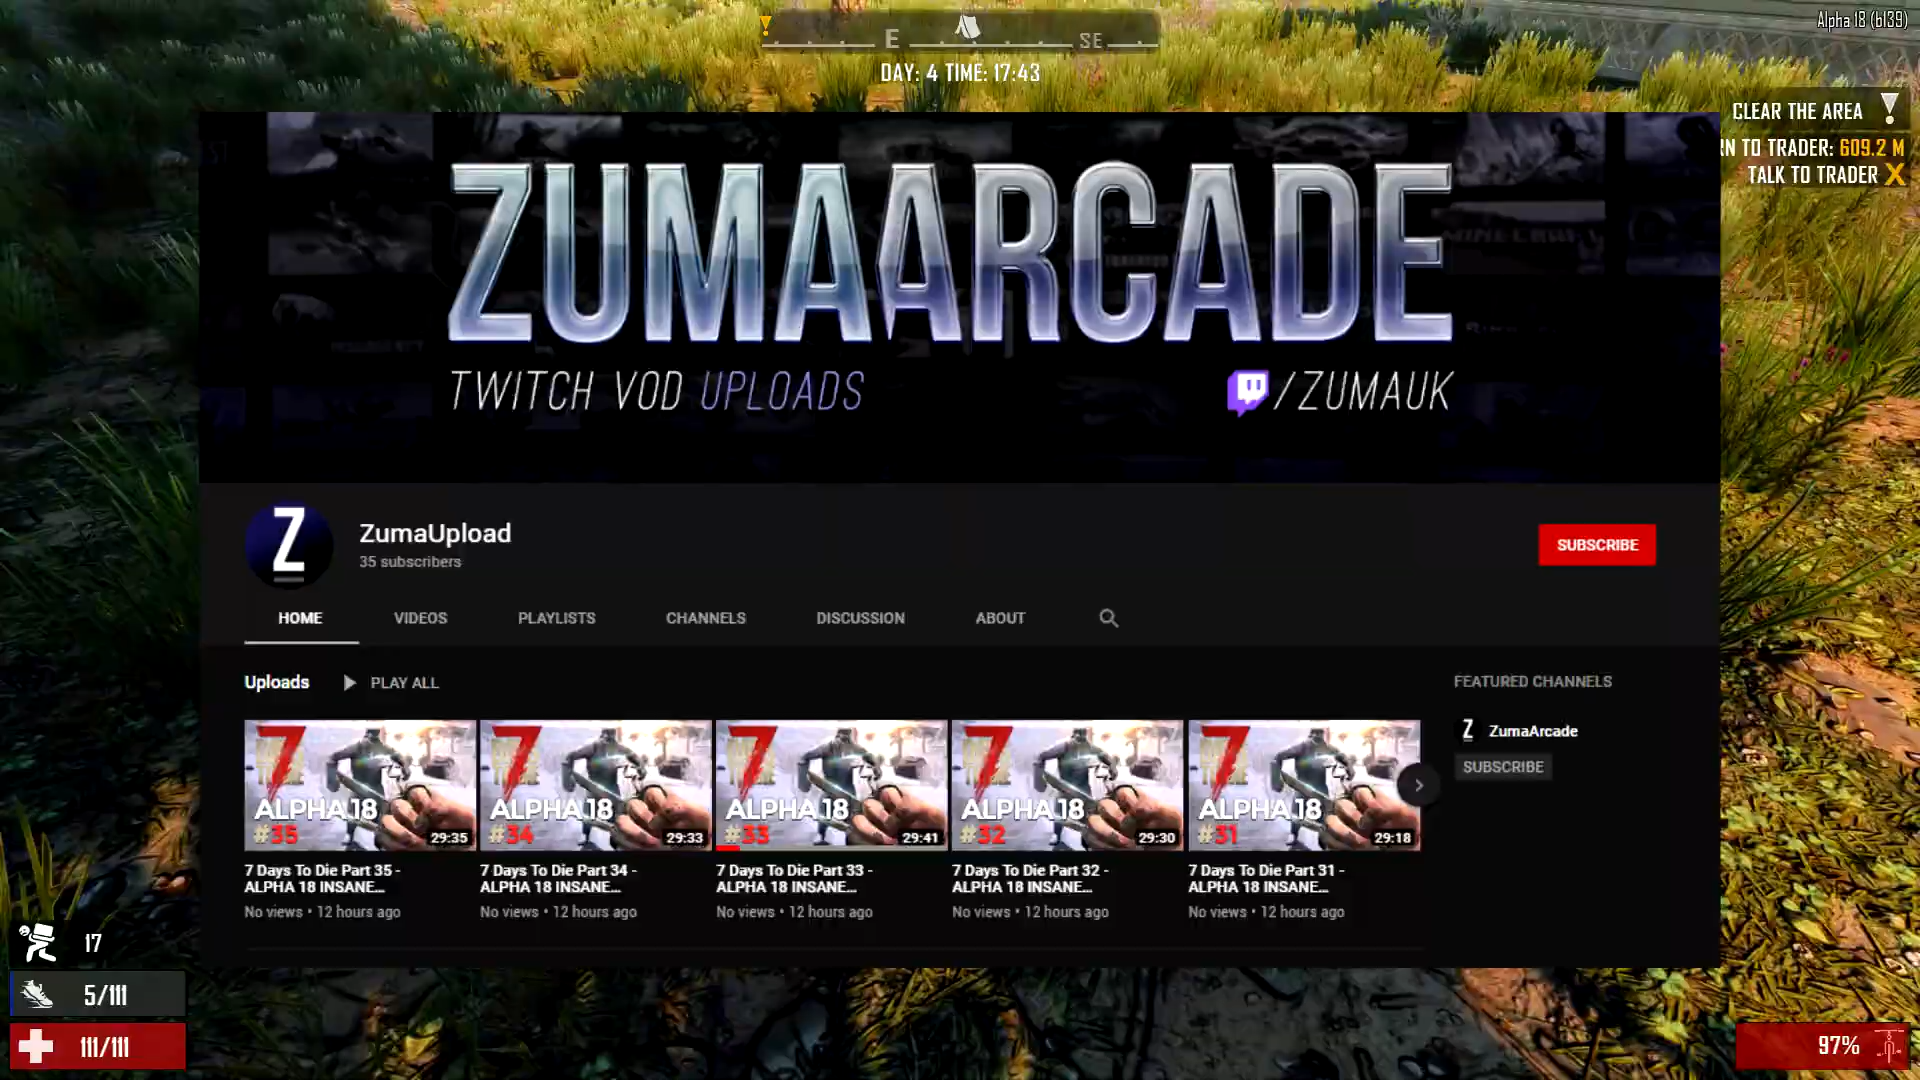 Alpha 18 (b139)
E
SE
DAY: 4 TIME: 17:43
CLEAR THE AREA
RN TO TRADER: 609.2 M
TALK TO TRADER X
ZUMAARCADE
TWITCH VOD UPLOADS
/ZUMAUK
Z
ZumaUpload
35 subscribers
SUBSCRIBE
HOME
VIDEOS
PLAYLISTS
CHANNELS
DISCUSSION
ABOUT
Uploads
PLAY ALL
FEATURED CHANNELS
Z ZumaArcade
SUBSCRIBE
7
ALPHA 18
#35
29:35
7
ALPHA 18
#34
29:33
7
ALPHA 18
#33
29:41
7
ALPHA 18
#32
29:30
7
ALPHA 18
#31
29:18
7 Days To Die Part 35 -
ALPHA 18 INSANE...
No views • 12 hours ago
7 Days To Die Part 34 -
ALPHA 18 INSANE...
No views • 12 hours ago
7 Days To Die Part 33 -
ALPHA 18 INSANE...
No views • 12 hours ago
7 Days To Die Part 32 -
ALPHA 18 INSANE...
No views • 12 hours ago
7 Days To Die Part 31 -
ALPHA 18 INSANE...
No views • 12 hours ago
17
5/111
111/111
97%